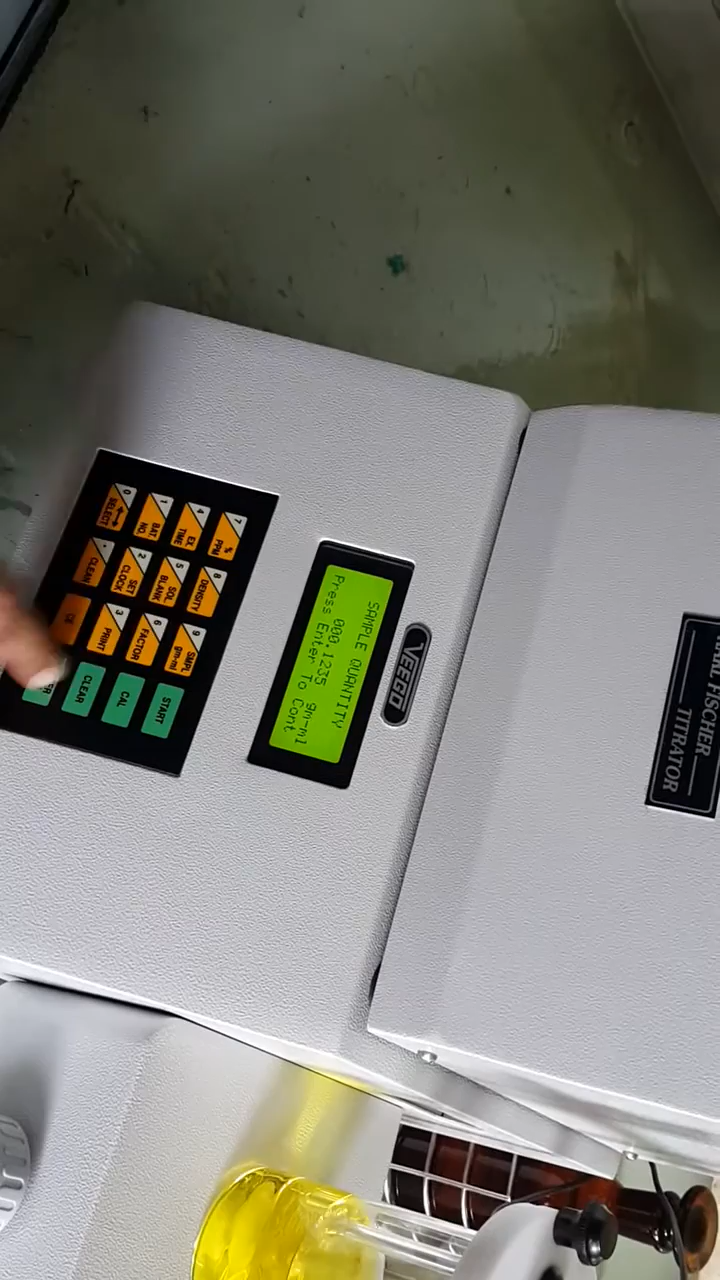 KARL FISCHER
TITRATOR
VEEGO
SAMPLE QUANTITY
000.1235 gm-ml
Press Enter To Cont
7 % PPM
8 DENSITY
9 SMPL gm-ml
START
4 EX. TIME
5 SOL. BLANK
6 FACTOR
CAL
1 BAT. NO
2 SET CLOCK
3 PRINT
CLEAR
0 SELECT
. CLEAN
CE